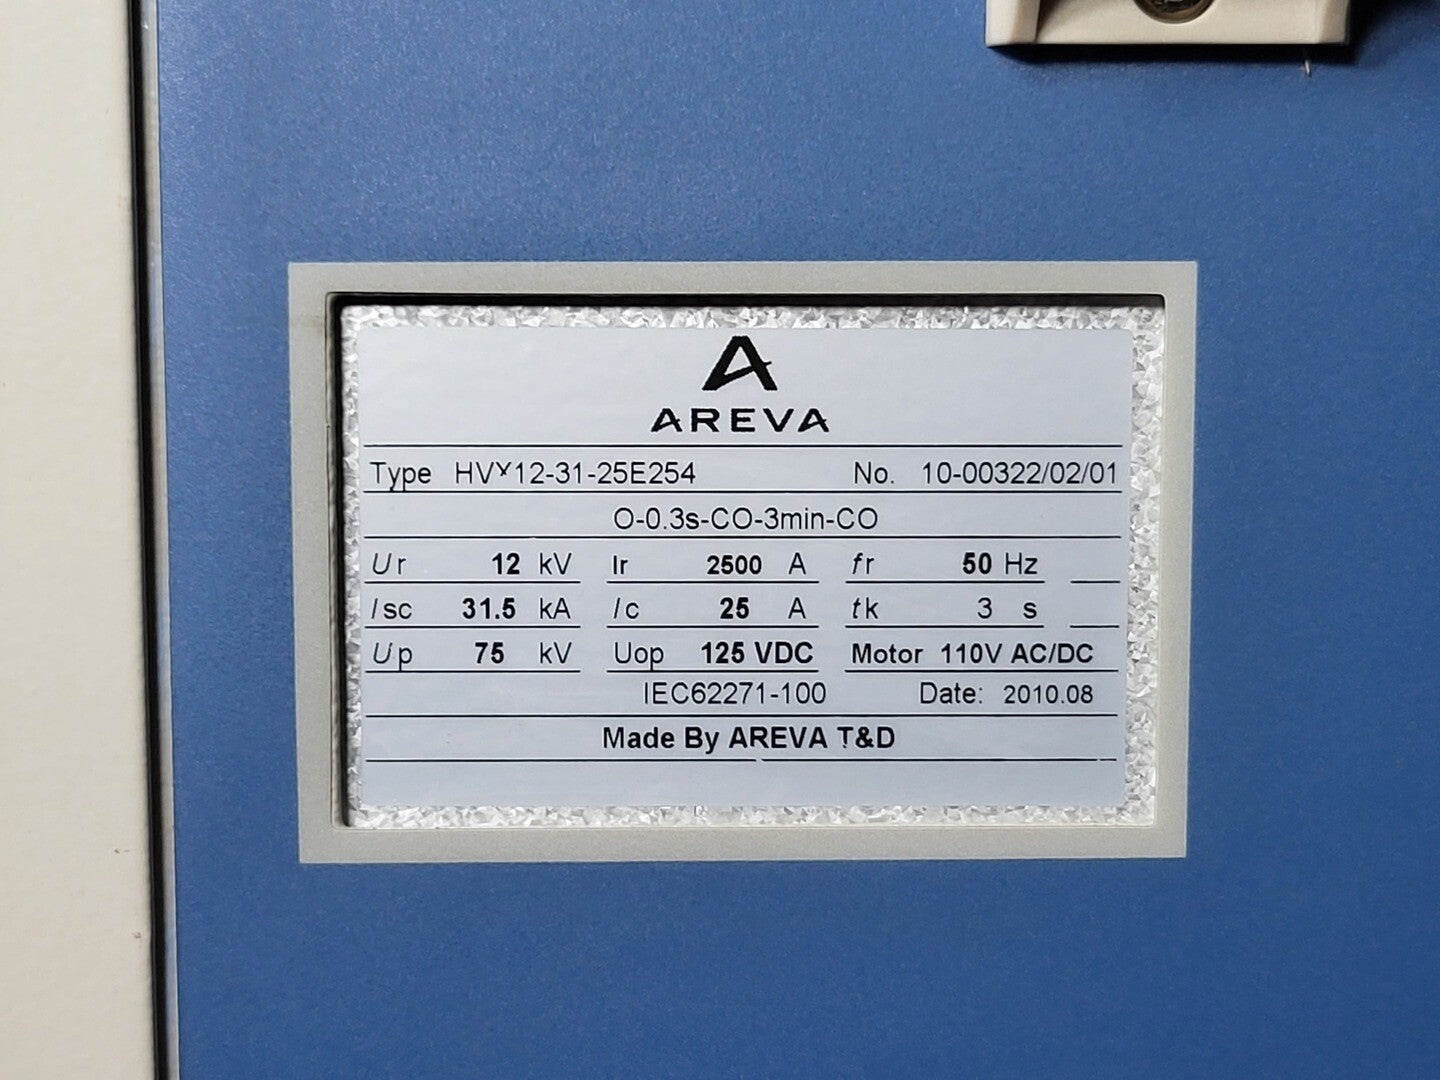 AREVA
Type HVX12-31-25E254 No. 10-00322/02/01
O-0.3s-CO-3min-CO
Ur 12 kV Ir 2500 A fr 50 Hz
Isc 31.5 kA Ic 25 A tk 3 s
Up 75 kV Uop 125 VDC Motor 110V AC/DC
IEC62271-100 Date: 2010.08
Made By AREVA T&D